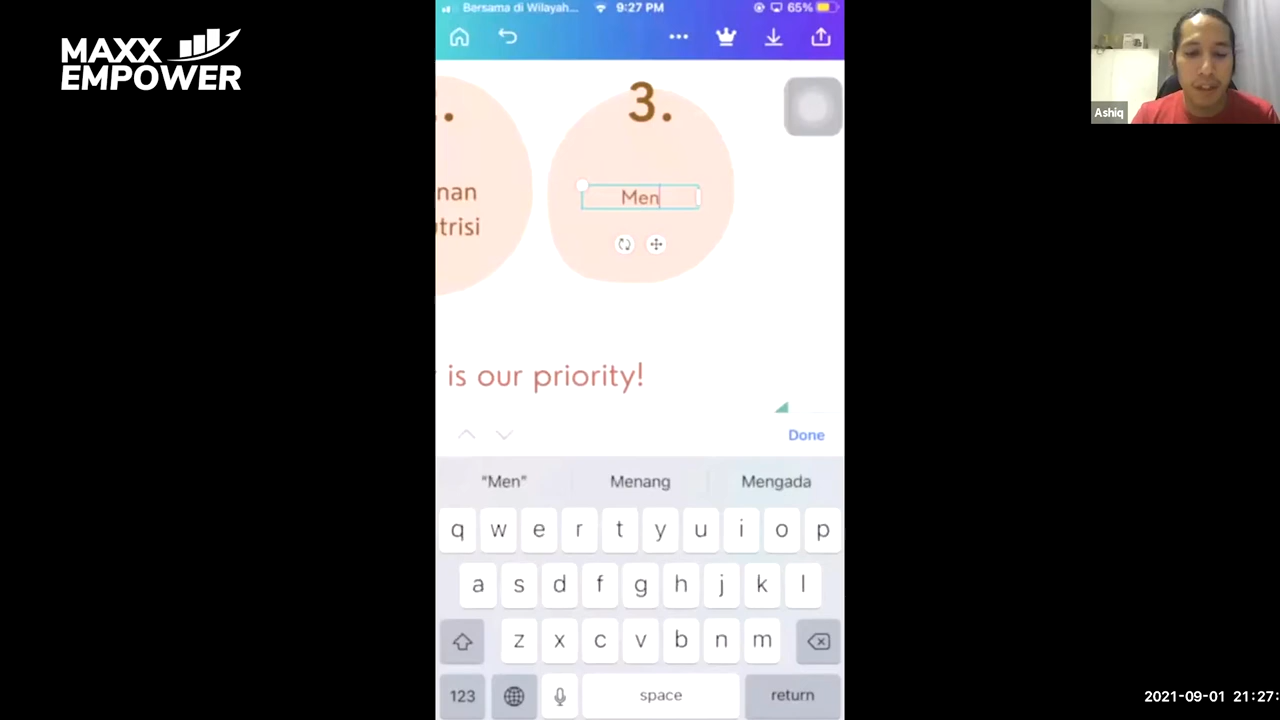 MAXX
EMPOWER
Bersama di Wilayah... 9:27 PM 65%
3.
Men
nan
trisi
is our priority!
Done
"Men" Menang Mengada
q w e r t y u i o p
a s d f g h j k l
z x c v b n m
123 space return
Ashiq
2021-09-01 21:27: